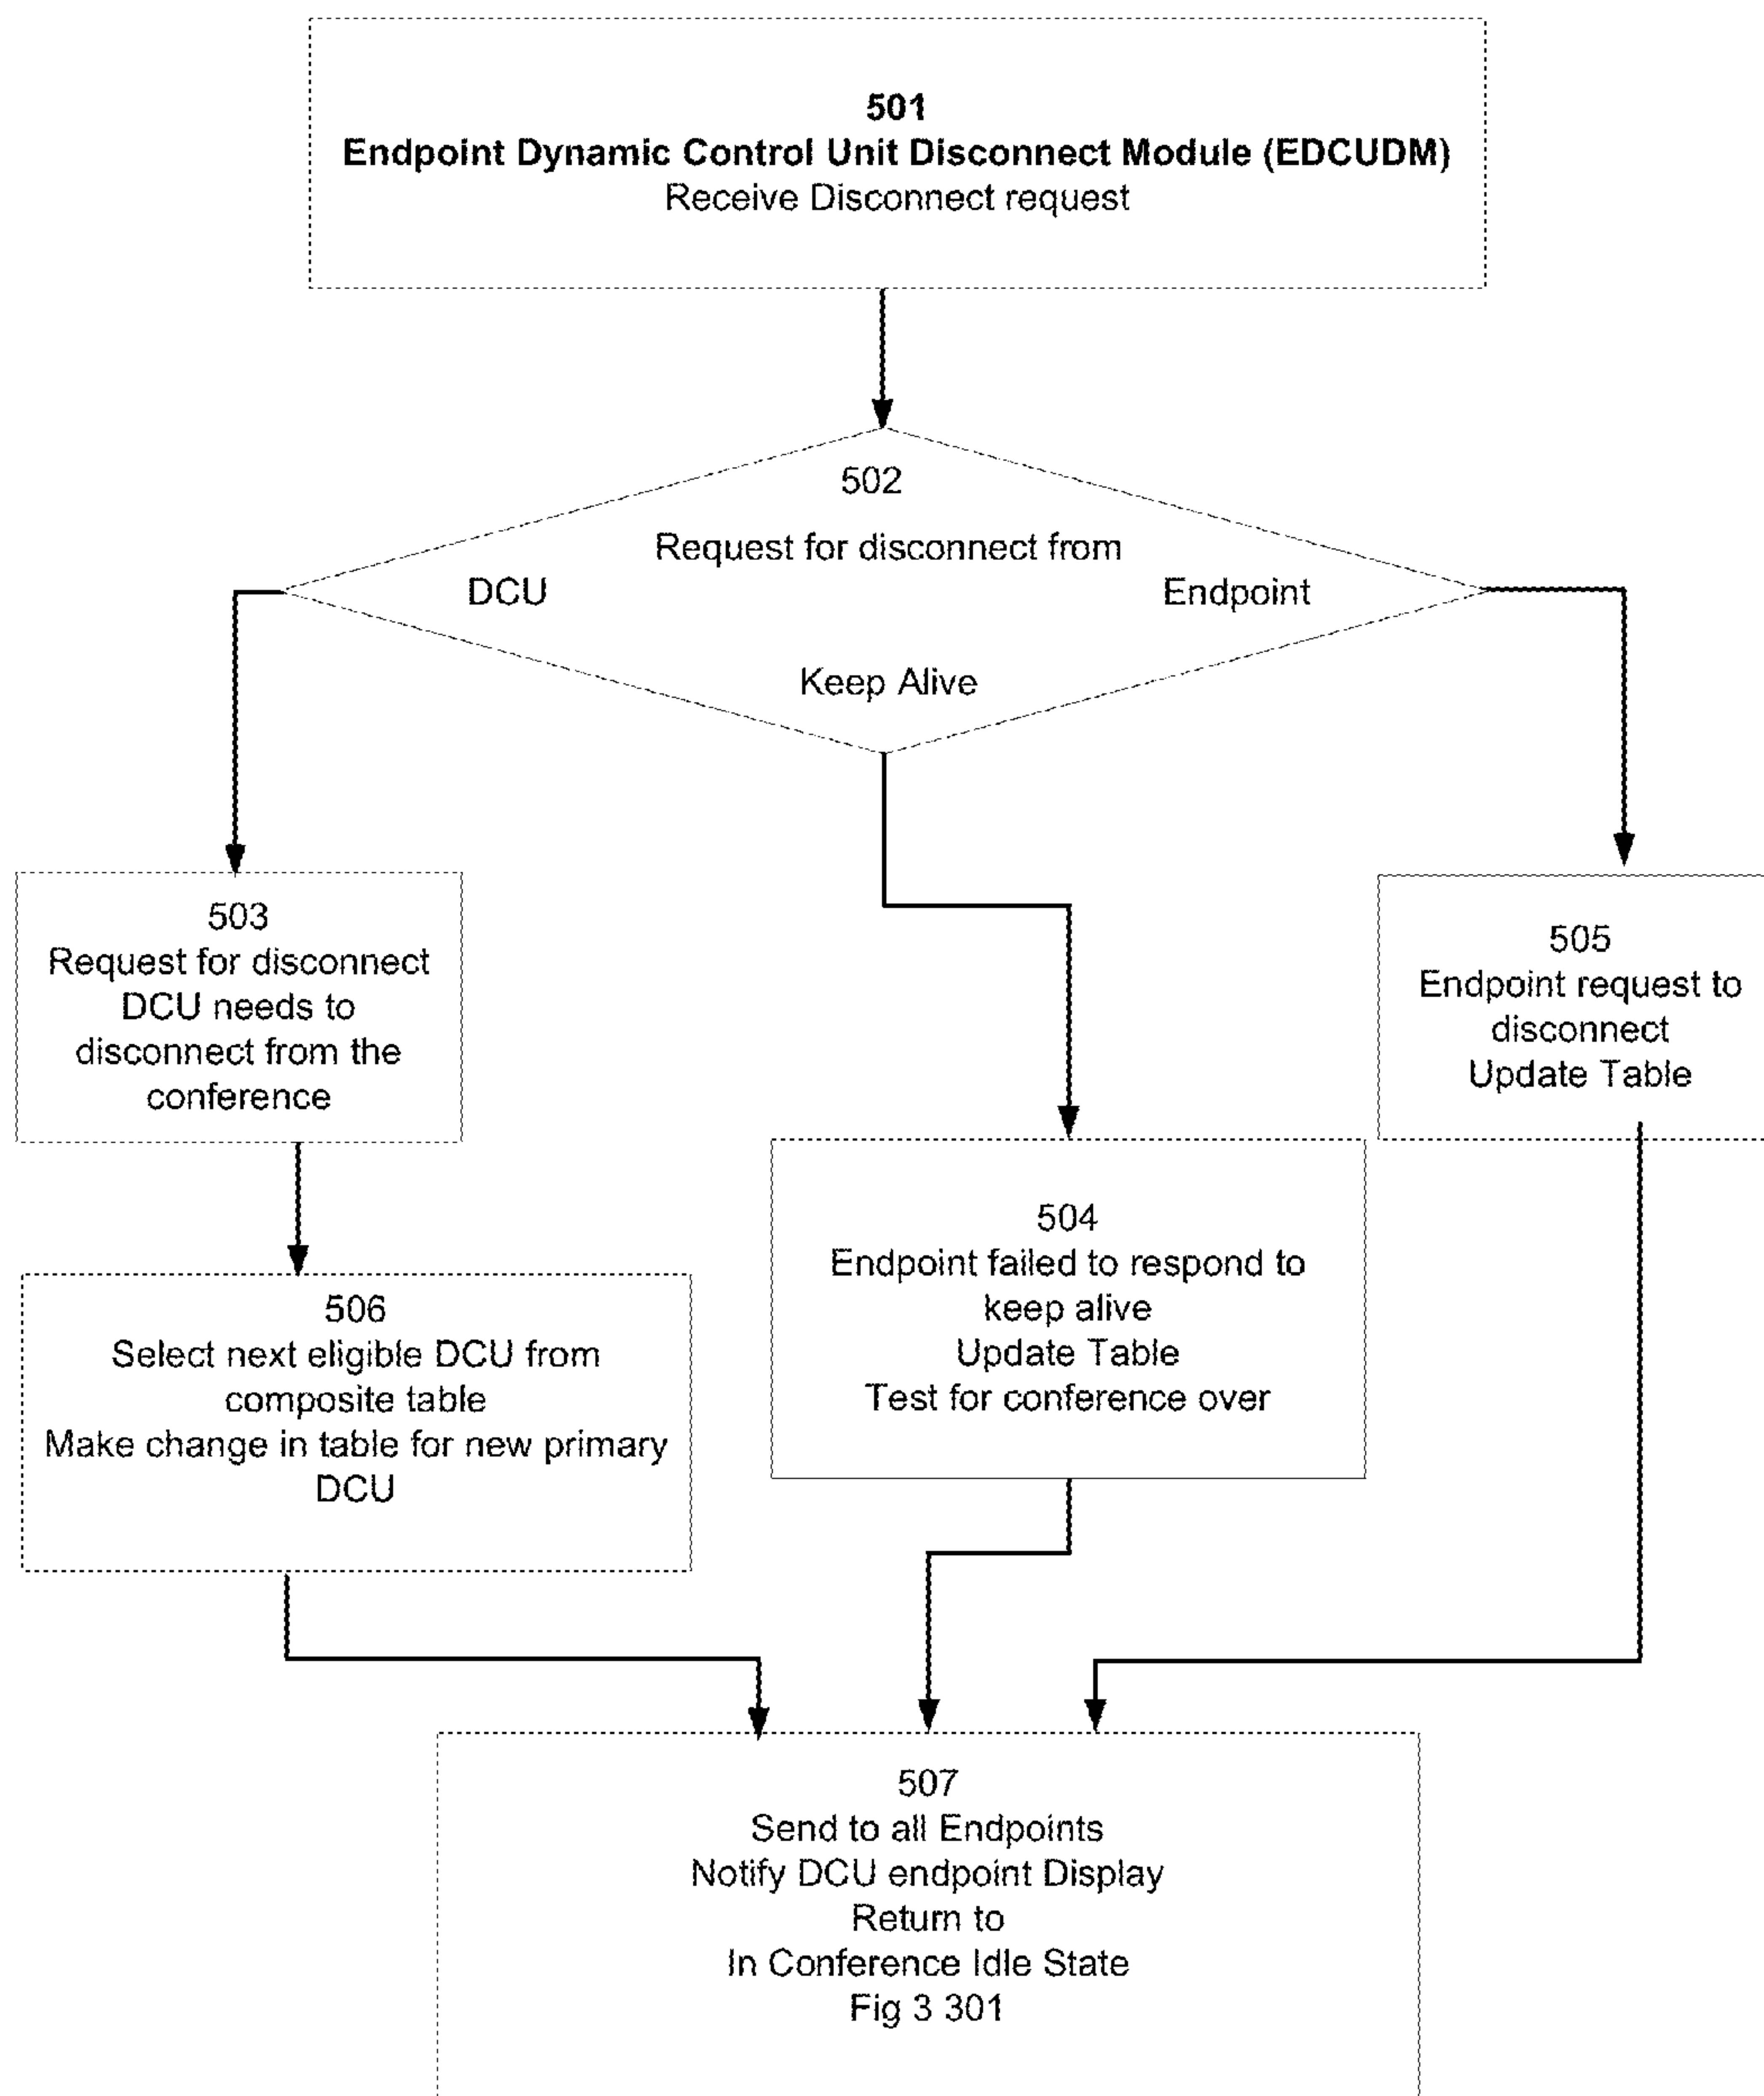 501
Endpoint Dynamic Control Unit Disconnect Module (EDCUDM)
Receive Disconnect request
502
Request for disconnect from
DCU
Endpoint
Keep Alive
503
Request for disconnect
DCU needs to
disconnect from the
conference
505
Endpoint request to
disconnect
Update Table
504
Endpoint failed to respond to
keep alive
Update Table
Test for conference over
506
Select next eligible DCU from
composite table
Make change in table for new primary
DCU
507
Send to all Endpoints
Notify DCU endpoint Display
Return to
In Conference Idle State
Fig 3 301